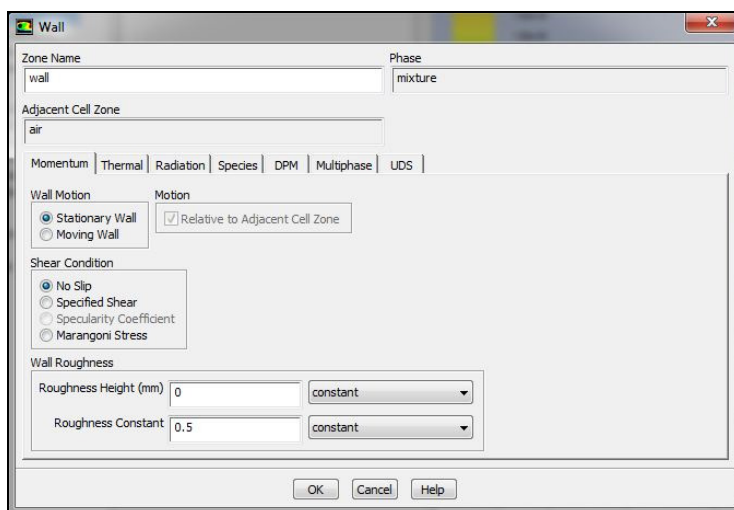 Wall
Zone Name
Phase
wall
mixture
Adjacent Cell Zone
air
Momentum Thermal Radiation Species DPM Multiphase UDS
Wall Motion
Motion
Stationary Wall
Relative to Adjacent Cell Zone
Moving Wall
Shear Condition
No Slip
Specified Shear
Specularity Coefficient
Marangoni Stress
Wall Roughness
Roughness Height (mm) 0 constant
Roughness Constant 0.5 constant
OK Cancel Help